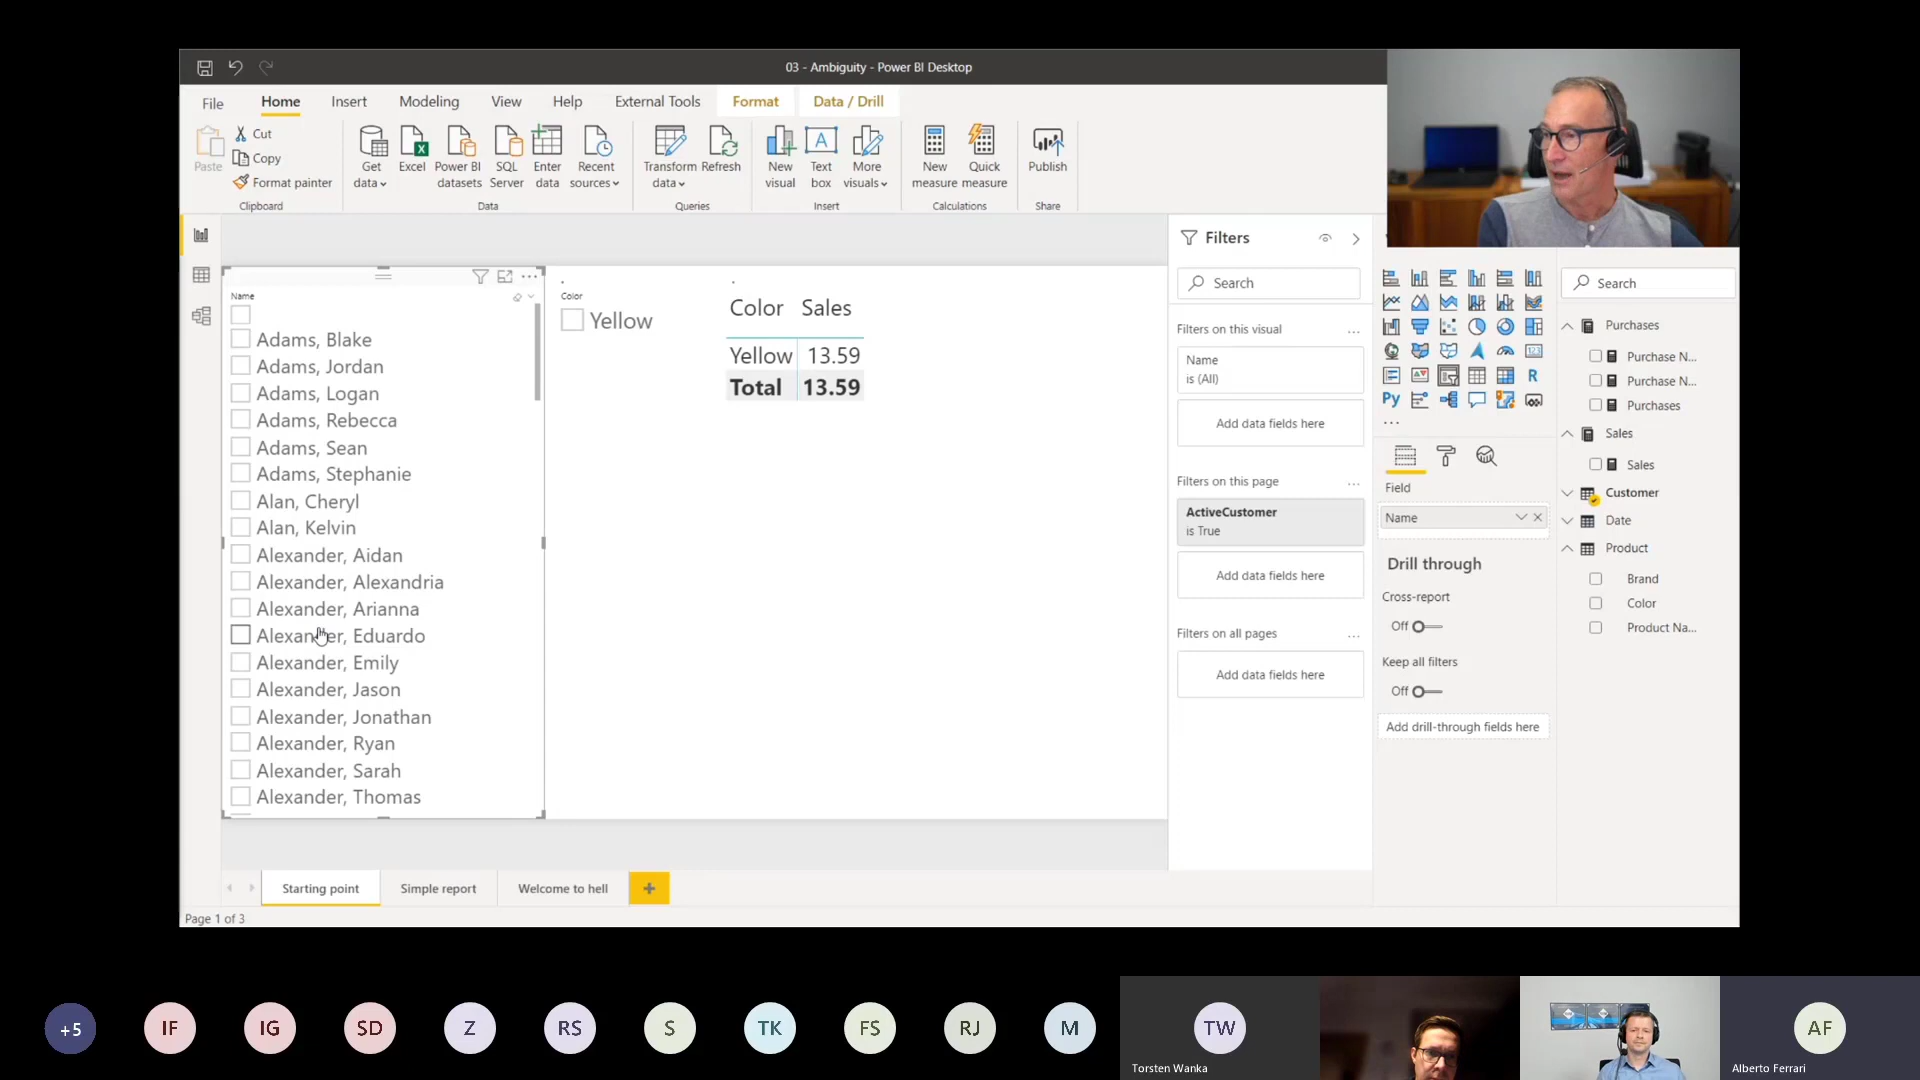 03 - Ambiguity - Power BI Desktop
File Home Insert Modeling View Help External Tools Format Data / Drill
Paste
Cut
Copy
Format painter
Get data
Excel
Power BI datasets
SQL Server
Enter data
Recent sources
Transform data
Refresh
New visual
Text box
More visuals
New measure
Quick measure
Publish
Clipboard Data Queries Insert Calculations Share
Name
Adams, Blake
Adams, Jordan
Adams, Logan
Adams, Rebecca
Adams, Sean
Adams, Stephanie
Alan, Cheryl
Alan, Kelvin
Alexander, Aidan
Alexander, Alexandria
Alexander, Arianna
Alexander, Eduardo
Alexander, Emily
Alexander, Jason
Alexander, Jonathan
Alexander, Ryan
Alexander, Sarah
Alexander, Thomas
Color
Yellow
Color Sales
Yellow 13.59
Total 13.59
Filters
Search
Filters on this visual ...
Name
is (All)
Add data fields here
Filters on this page ...
ActiveCustomer
is True
Add data fields here
Filters on all pages ...
Add data fields here
R
Py
...
Field
Name
Drill through
Cross-report
Off
Keep all filters
Off
Add drill-through fields here
Search
Purchases
Purchase N...
Purchase N...
Purchases
Sales
Sales
Customer
Date
Product
Brand
Color
Product Na...
Starting point Simple report Welcome to hell +
Page 1 of 3
+5 IF IG SD Z RS S TK FS RJ M TW AF
Torsten Wanka
Alberto Ferrari